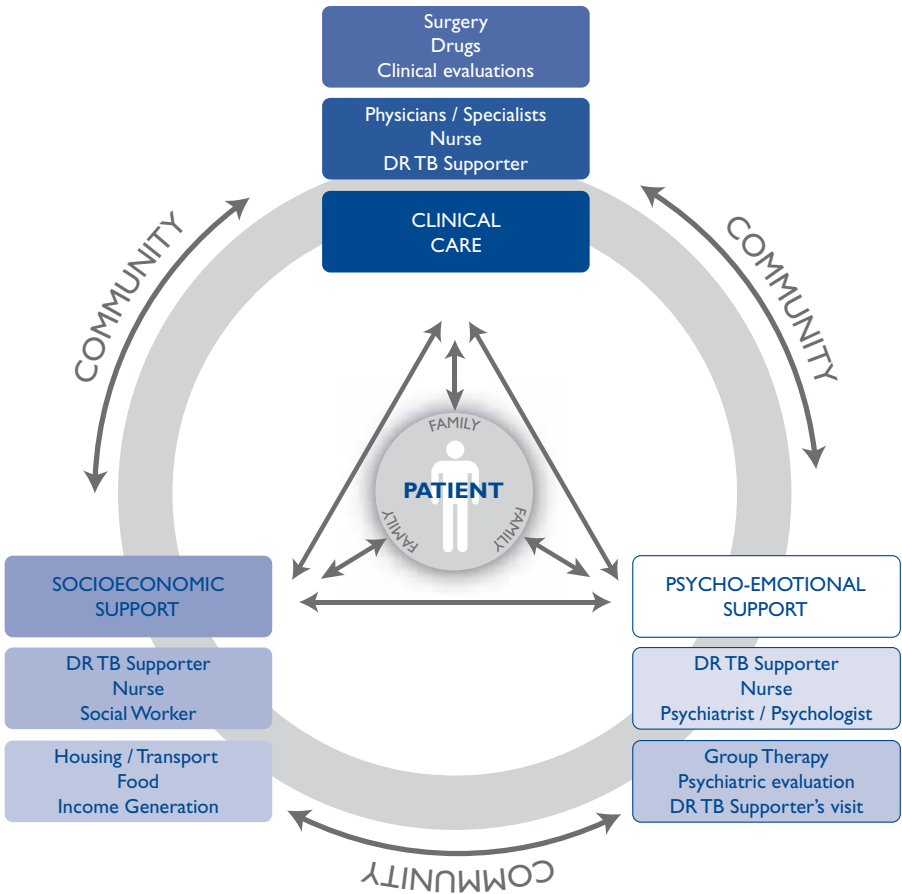 Surgery
Drugs
Clinical evaluations
Physicians / Specialists
Nurse
DR TB Supporter
CLINICAL
CARE
COMMUNITY
COMMUNITY
FAMILY
PATIENT
FAMILY
FAMILY
SOCIOECONOMIC
SUPPORT
DR TB Supporter
Nurse
Social Worker
Housing / Transport
Food
Income Generation
PSYCHO-EMOTIONAL
SUPPORT
DR TB Supporter
Nurse
Psychiatrist / Psychologist
Group Therapy
Psychiatric evaluation
DR TB Supporter's visit
COMMUNITY